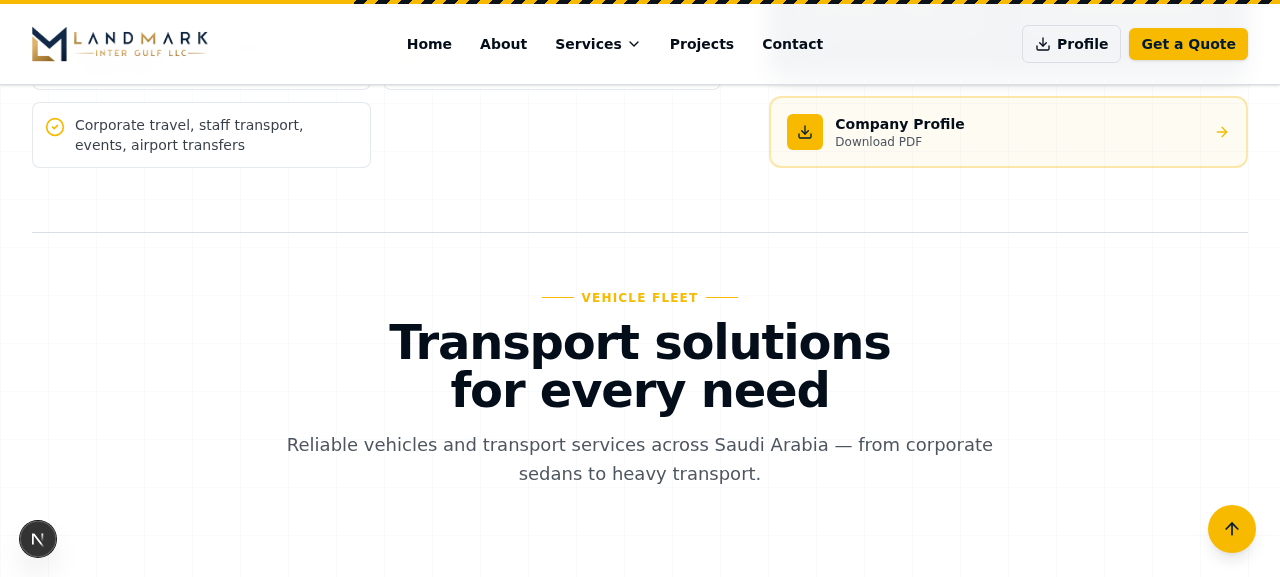 LANDMARK
INTER GULF LLC
Home
About
Services
Projects
Contact
Profile
Get a Quote
Corporate travel, staff transport,
events, airport transfers
Company Profile
Download PDF
VEHICLE FLEET
Transport solutions
for every need
Reliable vehicles and transport services across Saudi Arabia — from corporate
sedans to heavy transport.
N